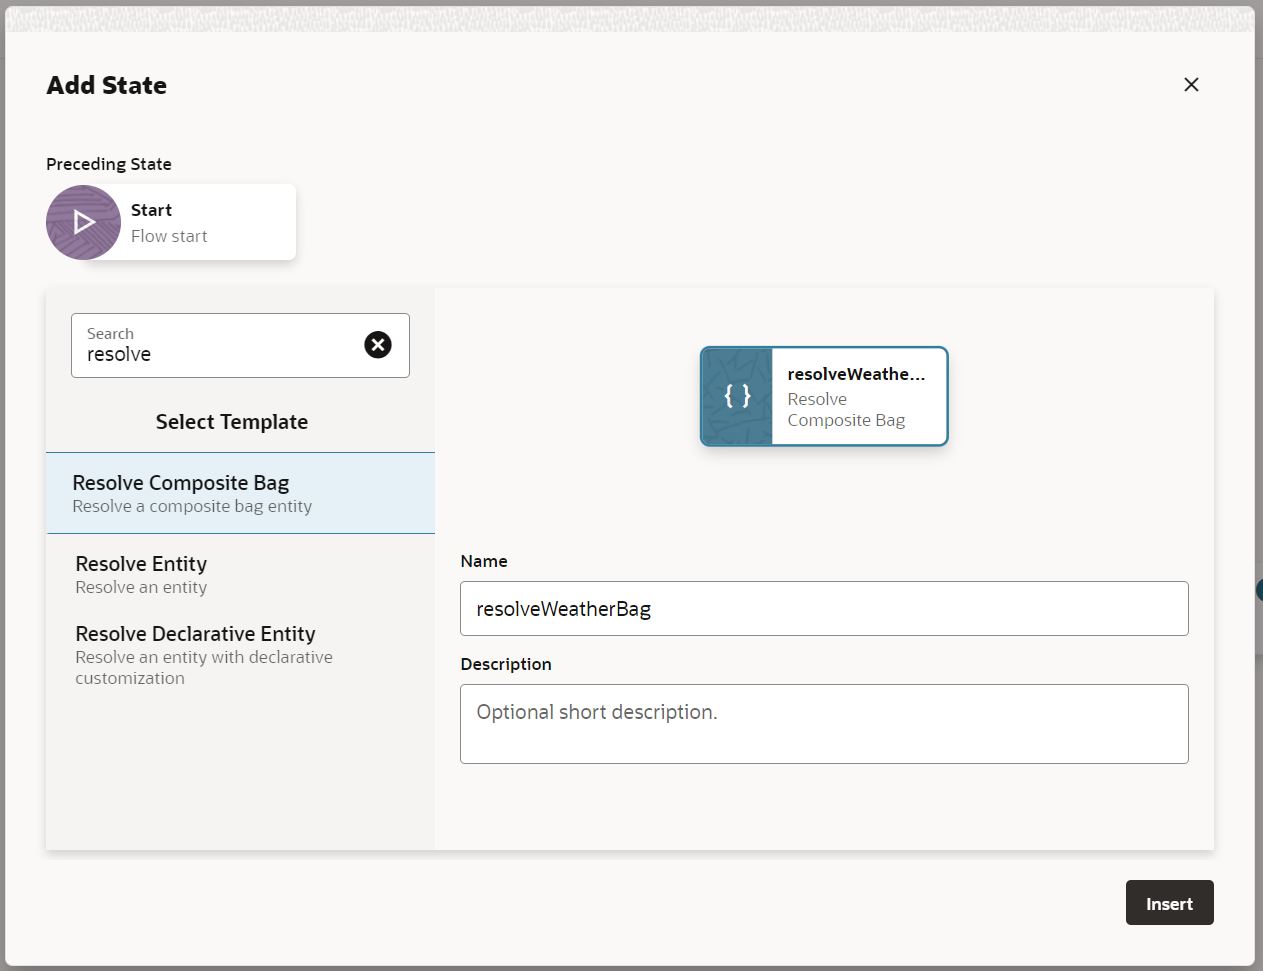 Add State
Preceding State
Start
Flow start
Search
resolve
Select Template
Resolve Composite Bag
Resolve a composite bag entity
Resolve Entity
Resolve an entity
Resolve Declarative Entity
Resolve an entity with declarative
customization
{ }
resolveWeathe...
Resolve
Composite Bag
Name
resolveWeatherBag
Description
Optional short description.
Insert